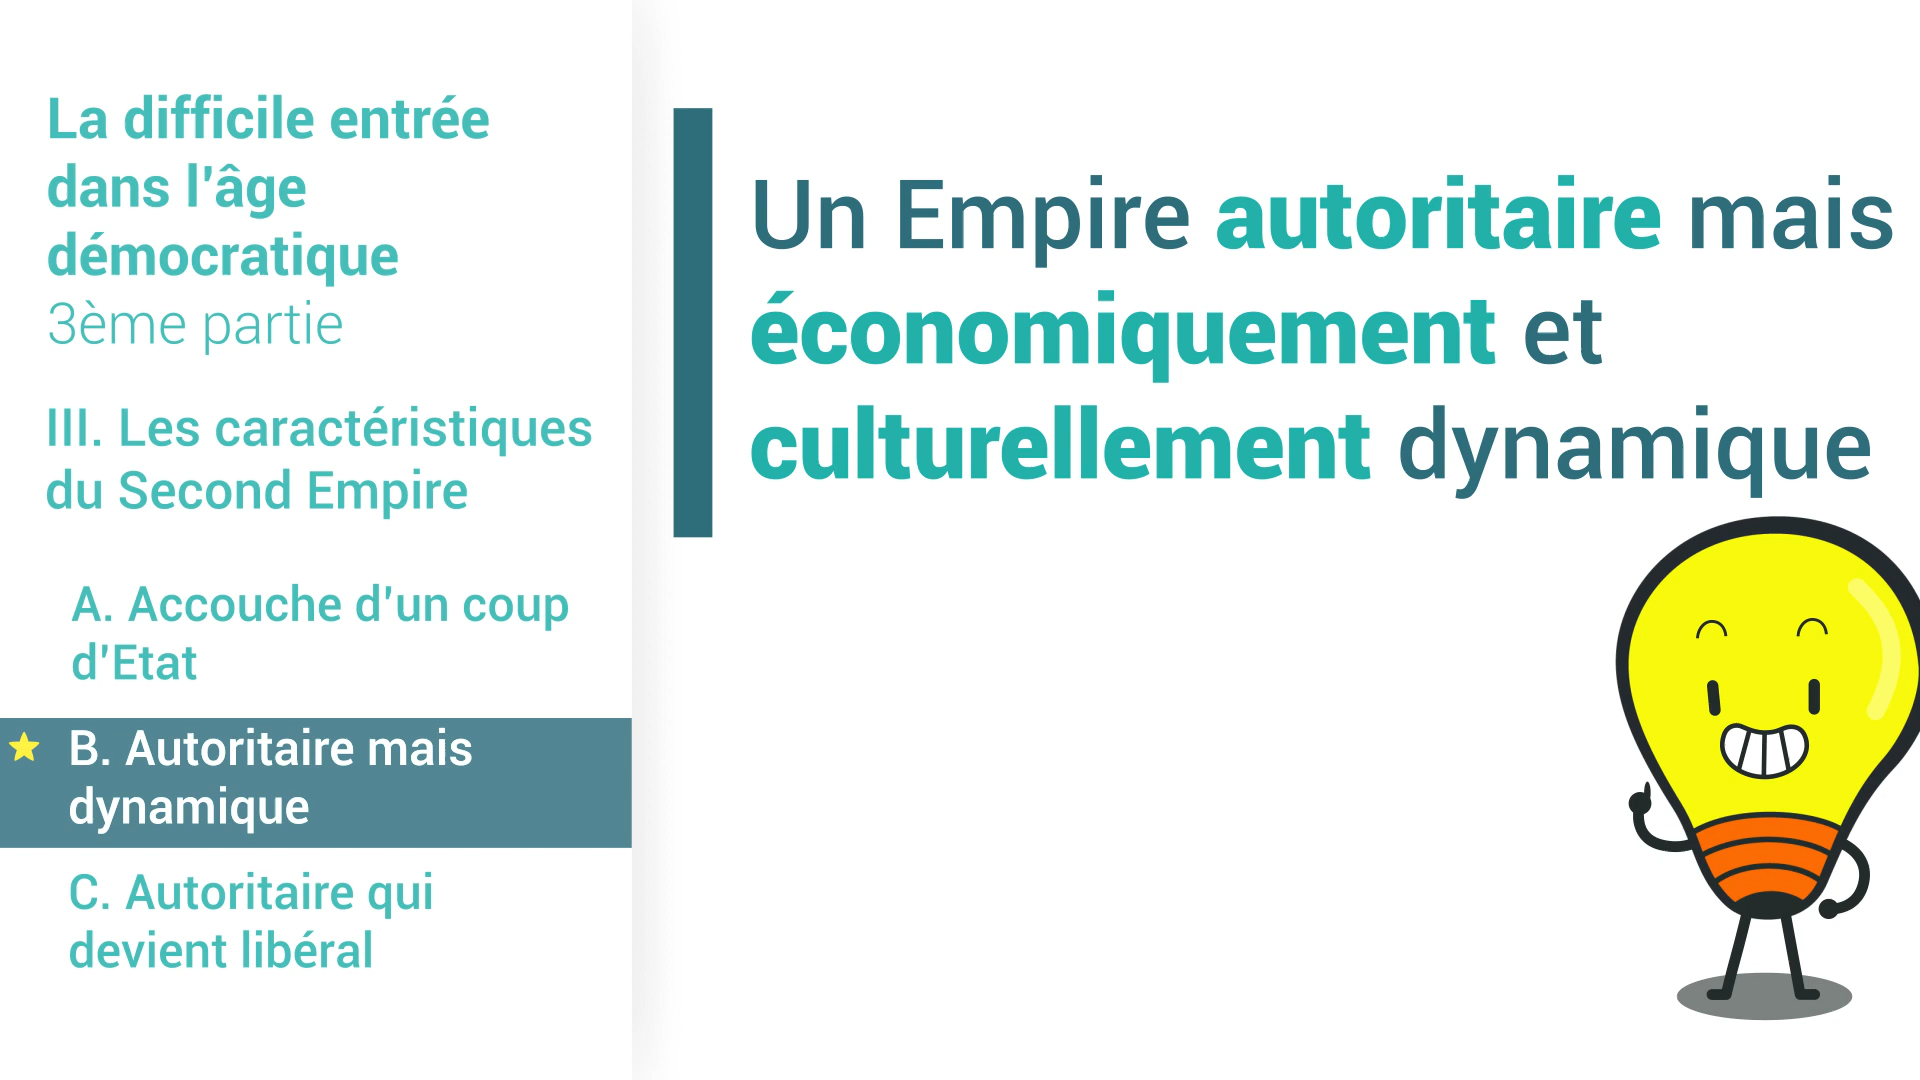 La difficile entrée
dans l'âge
démocratique
3ème partie
III. Les caractéristiques
du Second Empire
A. Accouche d'un coup
d'Etat
B. Autoritaire mais
dynamique
C. Autoritaire qui
devient libéral
Un Empire autoritaire mais
économiquement et
culturellement dynamique